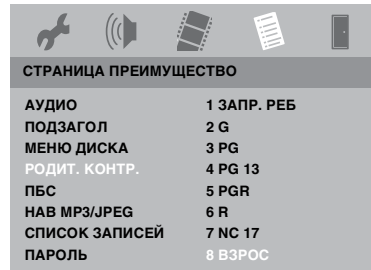 СТРАНИЦА ПРЕИМУЩЕСТВО
АУДИО 1 ЗАПР. РЕБ
ПОДЗАГОЛ 2 G
МЕНЮ ДИСКА 3 PG
РОДИТ. КОНТР. 4 PG 13
ПБС 5 PGR
НАВ MP3/JPEG 6 R
СПИСОК ЗАПИСЕЙ 7 NC 17
ПАРОЛЬ 8 ВЗРОС